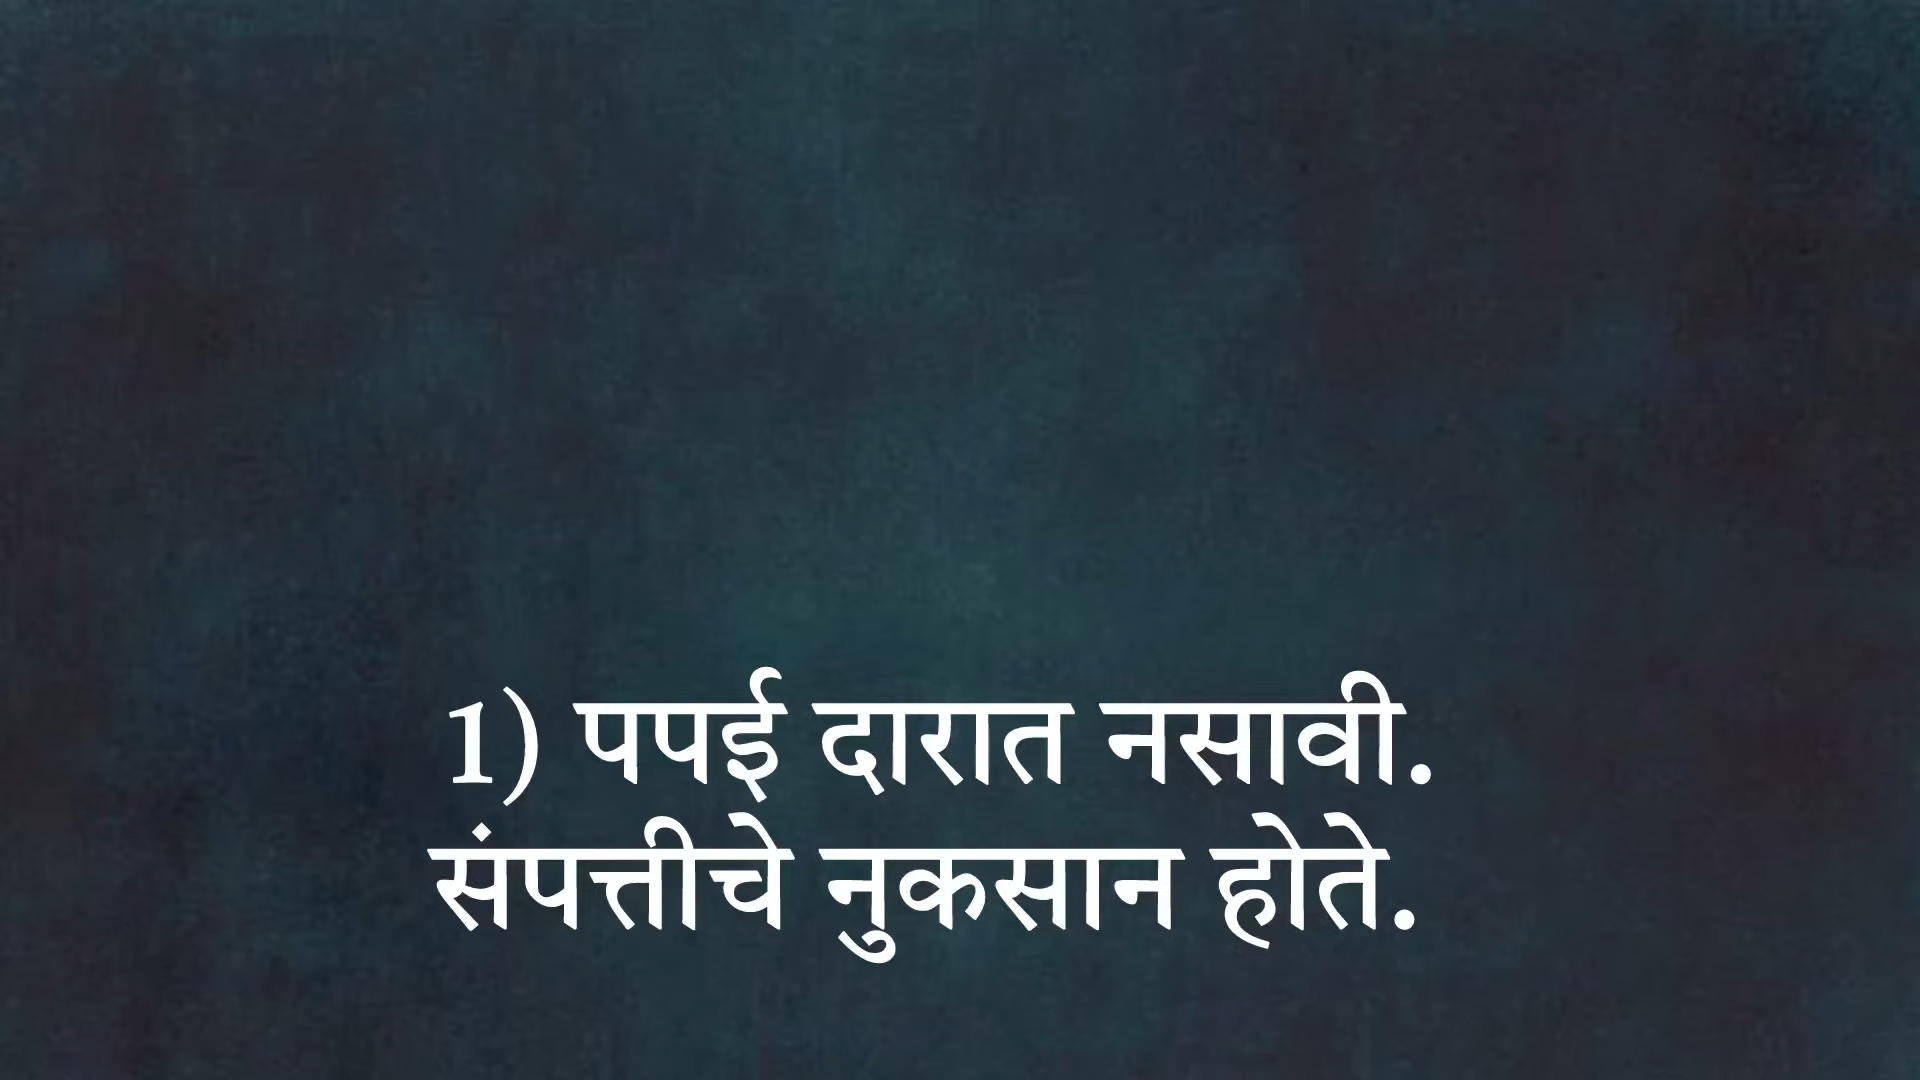 1) पपई दारात नसावी.
संपत्तीचे नुकसान होते.